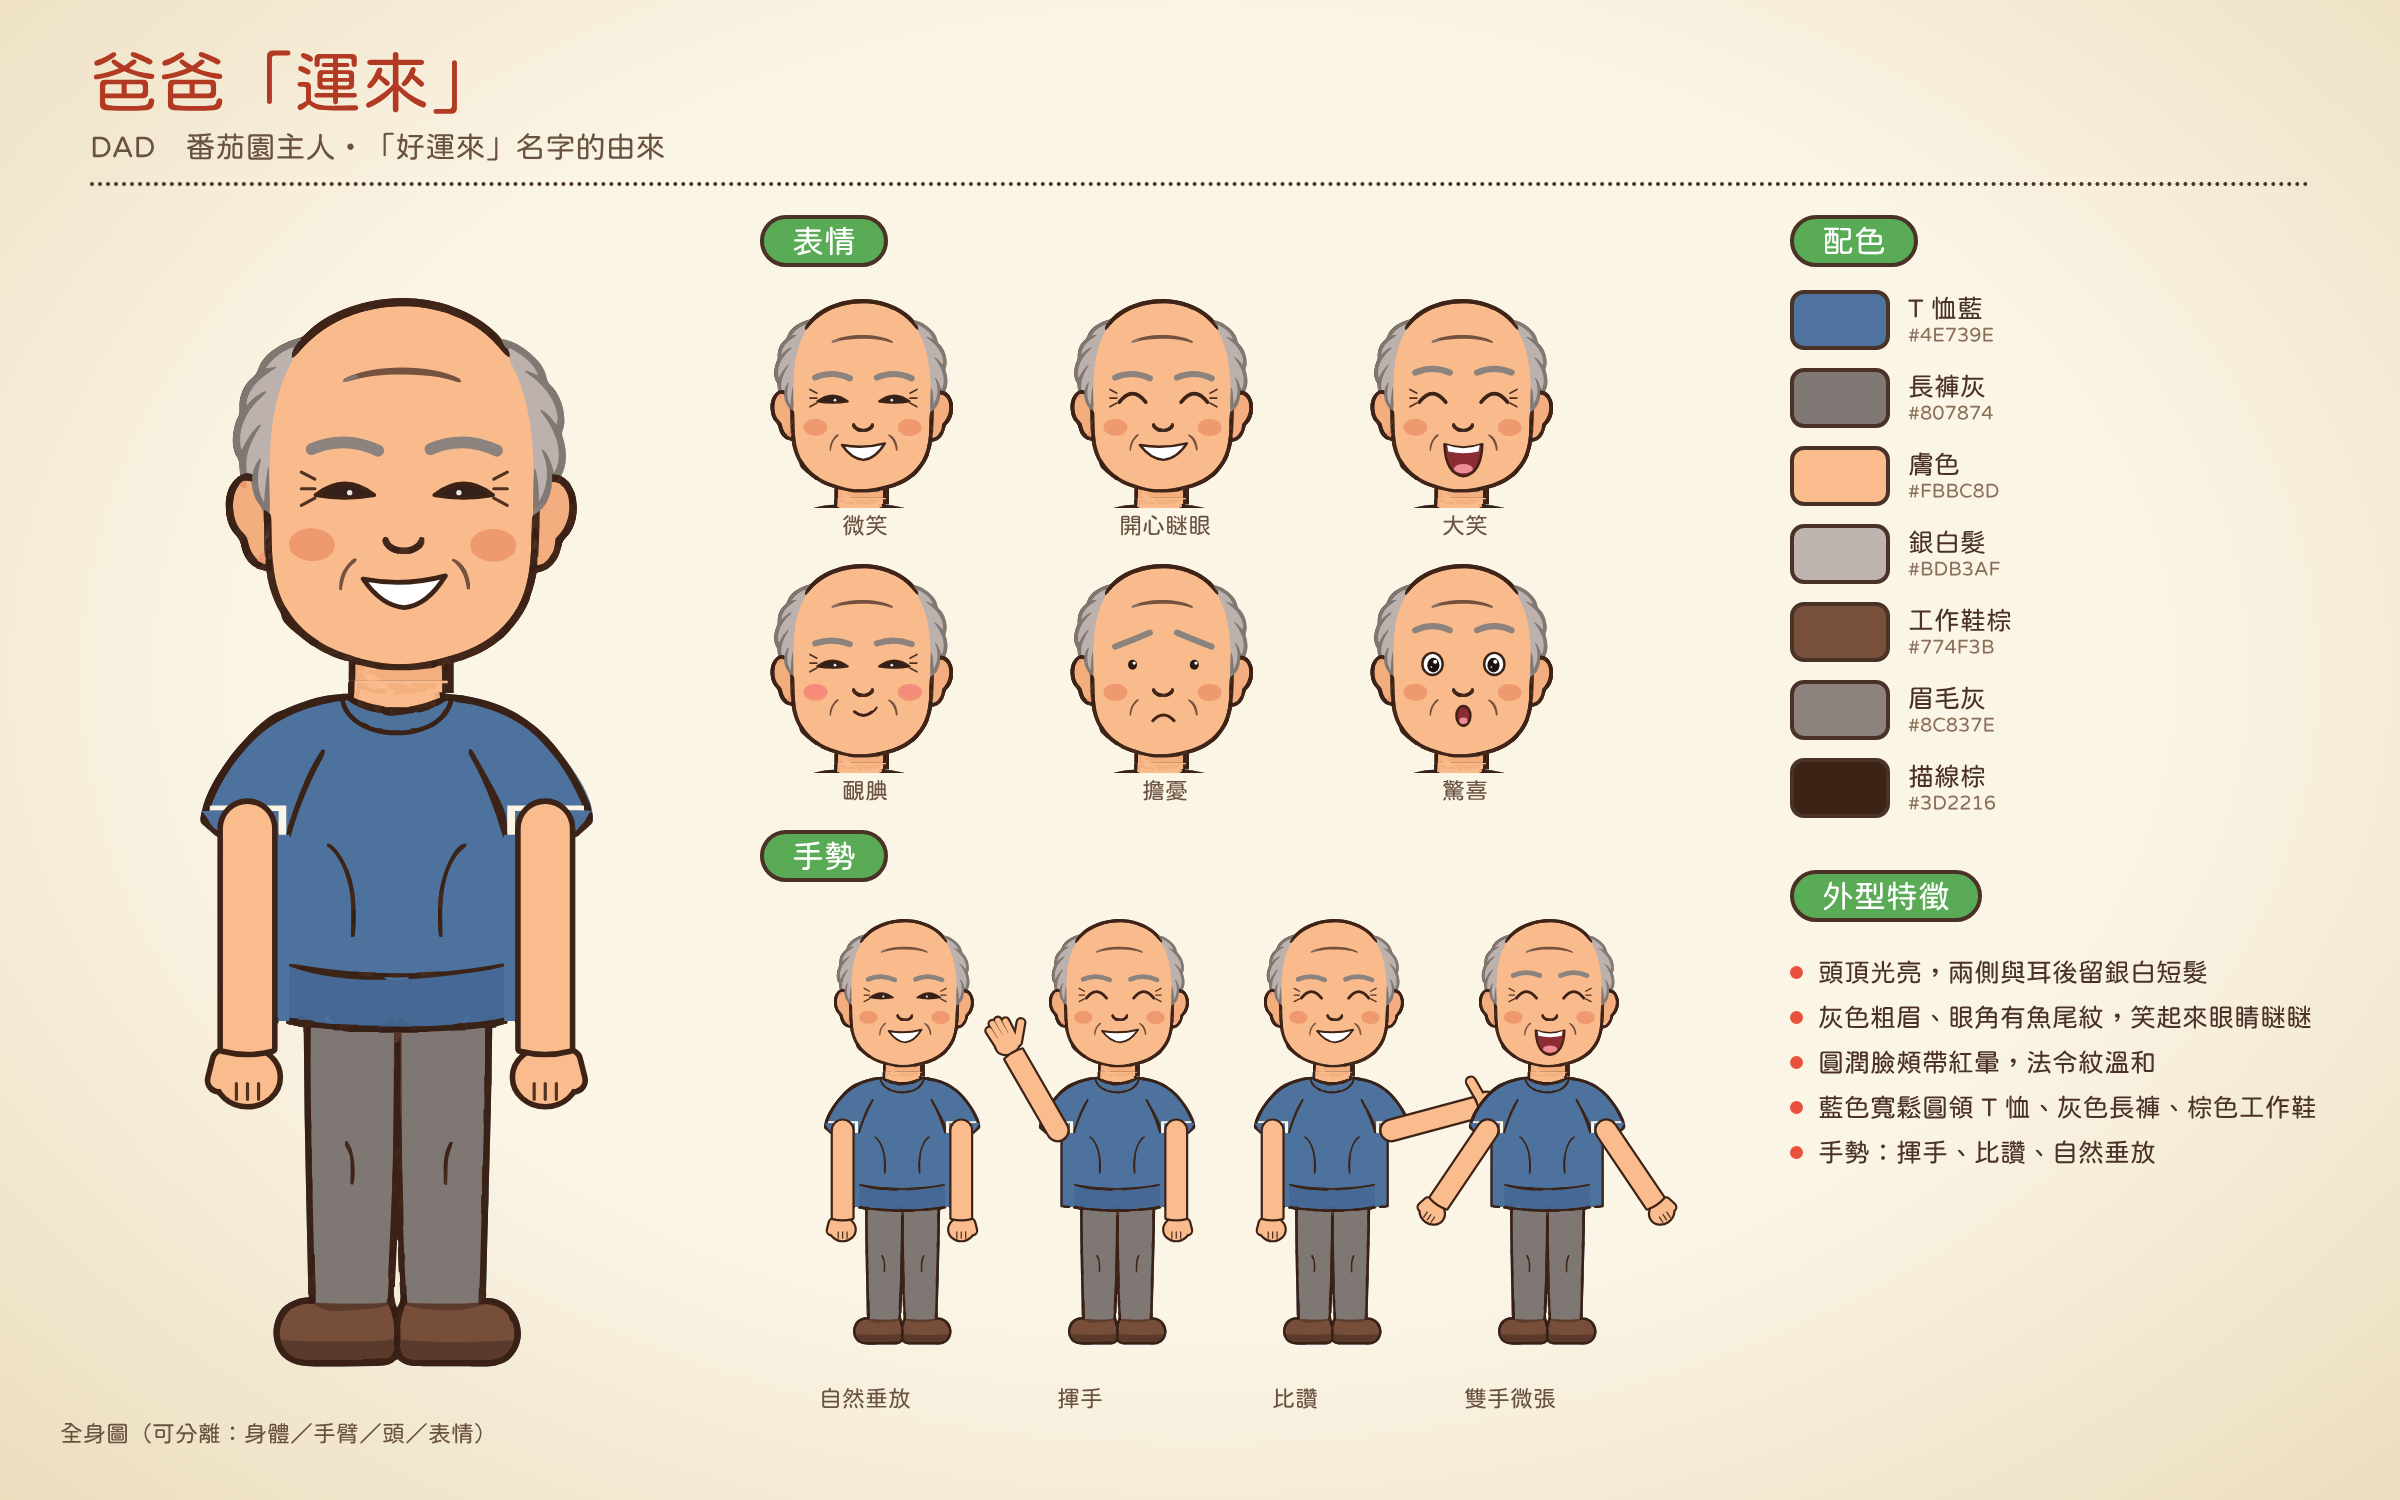 爸爸「運來」
DAD 番茄園主人・「好運來」名字的由來
表情
微笑
開心瞇眼
大笑
靦腆
擔憂
驚喜
手勢
自然垂放
揮手
比讚
雙手微張
全身圖（可分離：身體／手臂／頭／表情）
配色
T 恤藍
#4E739E
長褲灰
#807874
膚色
#FBBC8D
銀白髮
#BDB3AF
工作鞋棕
#774F3B
眉毛灰
#8C837E
描線棕
#3D2216
外型特徵
頭頂光亮，兩側與耳後留銀白短髮
灰色粗眉、眼角有魚尾紋，笑起來眼睛瞇瞇
圓潤臉頰帶紅暈，法令紋溫和
藍色寬鬆圓領 T 恤、灰色長褲、棕色工作鞋
手勢：揮手、比讚、自然垂放